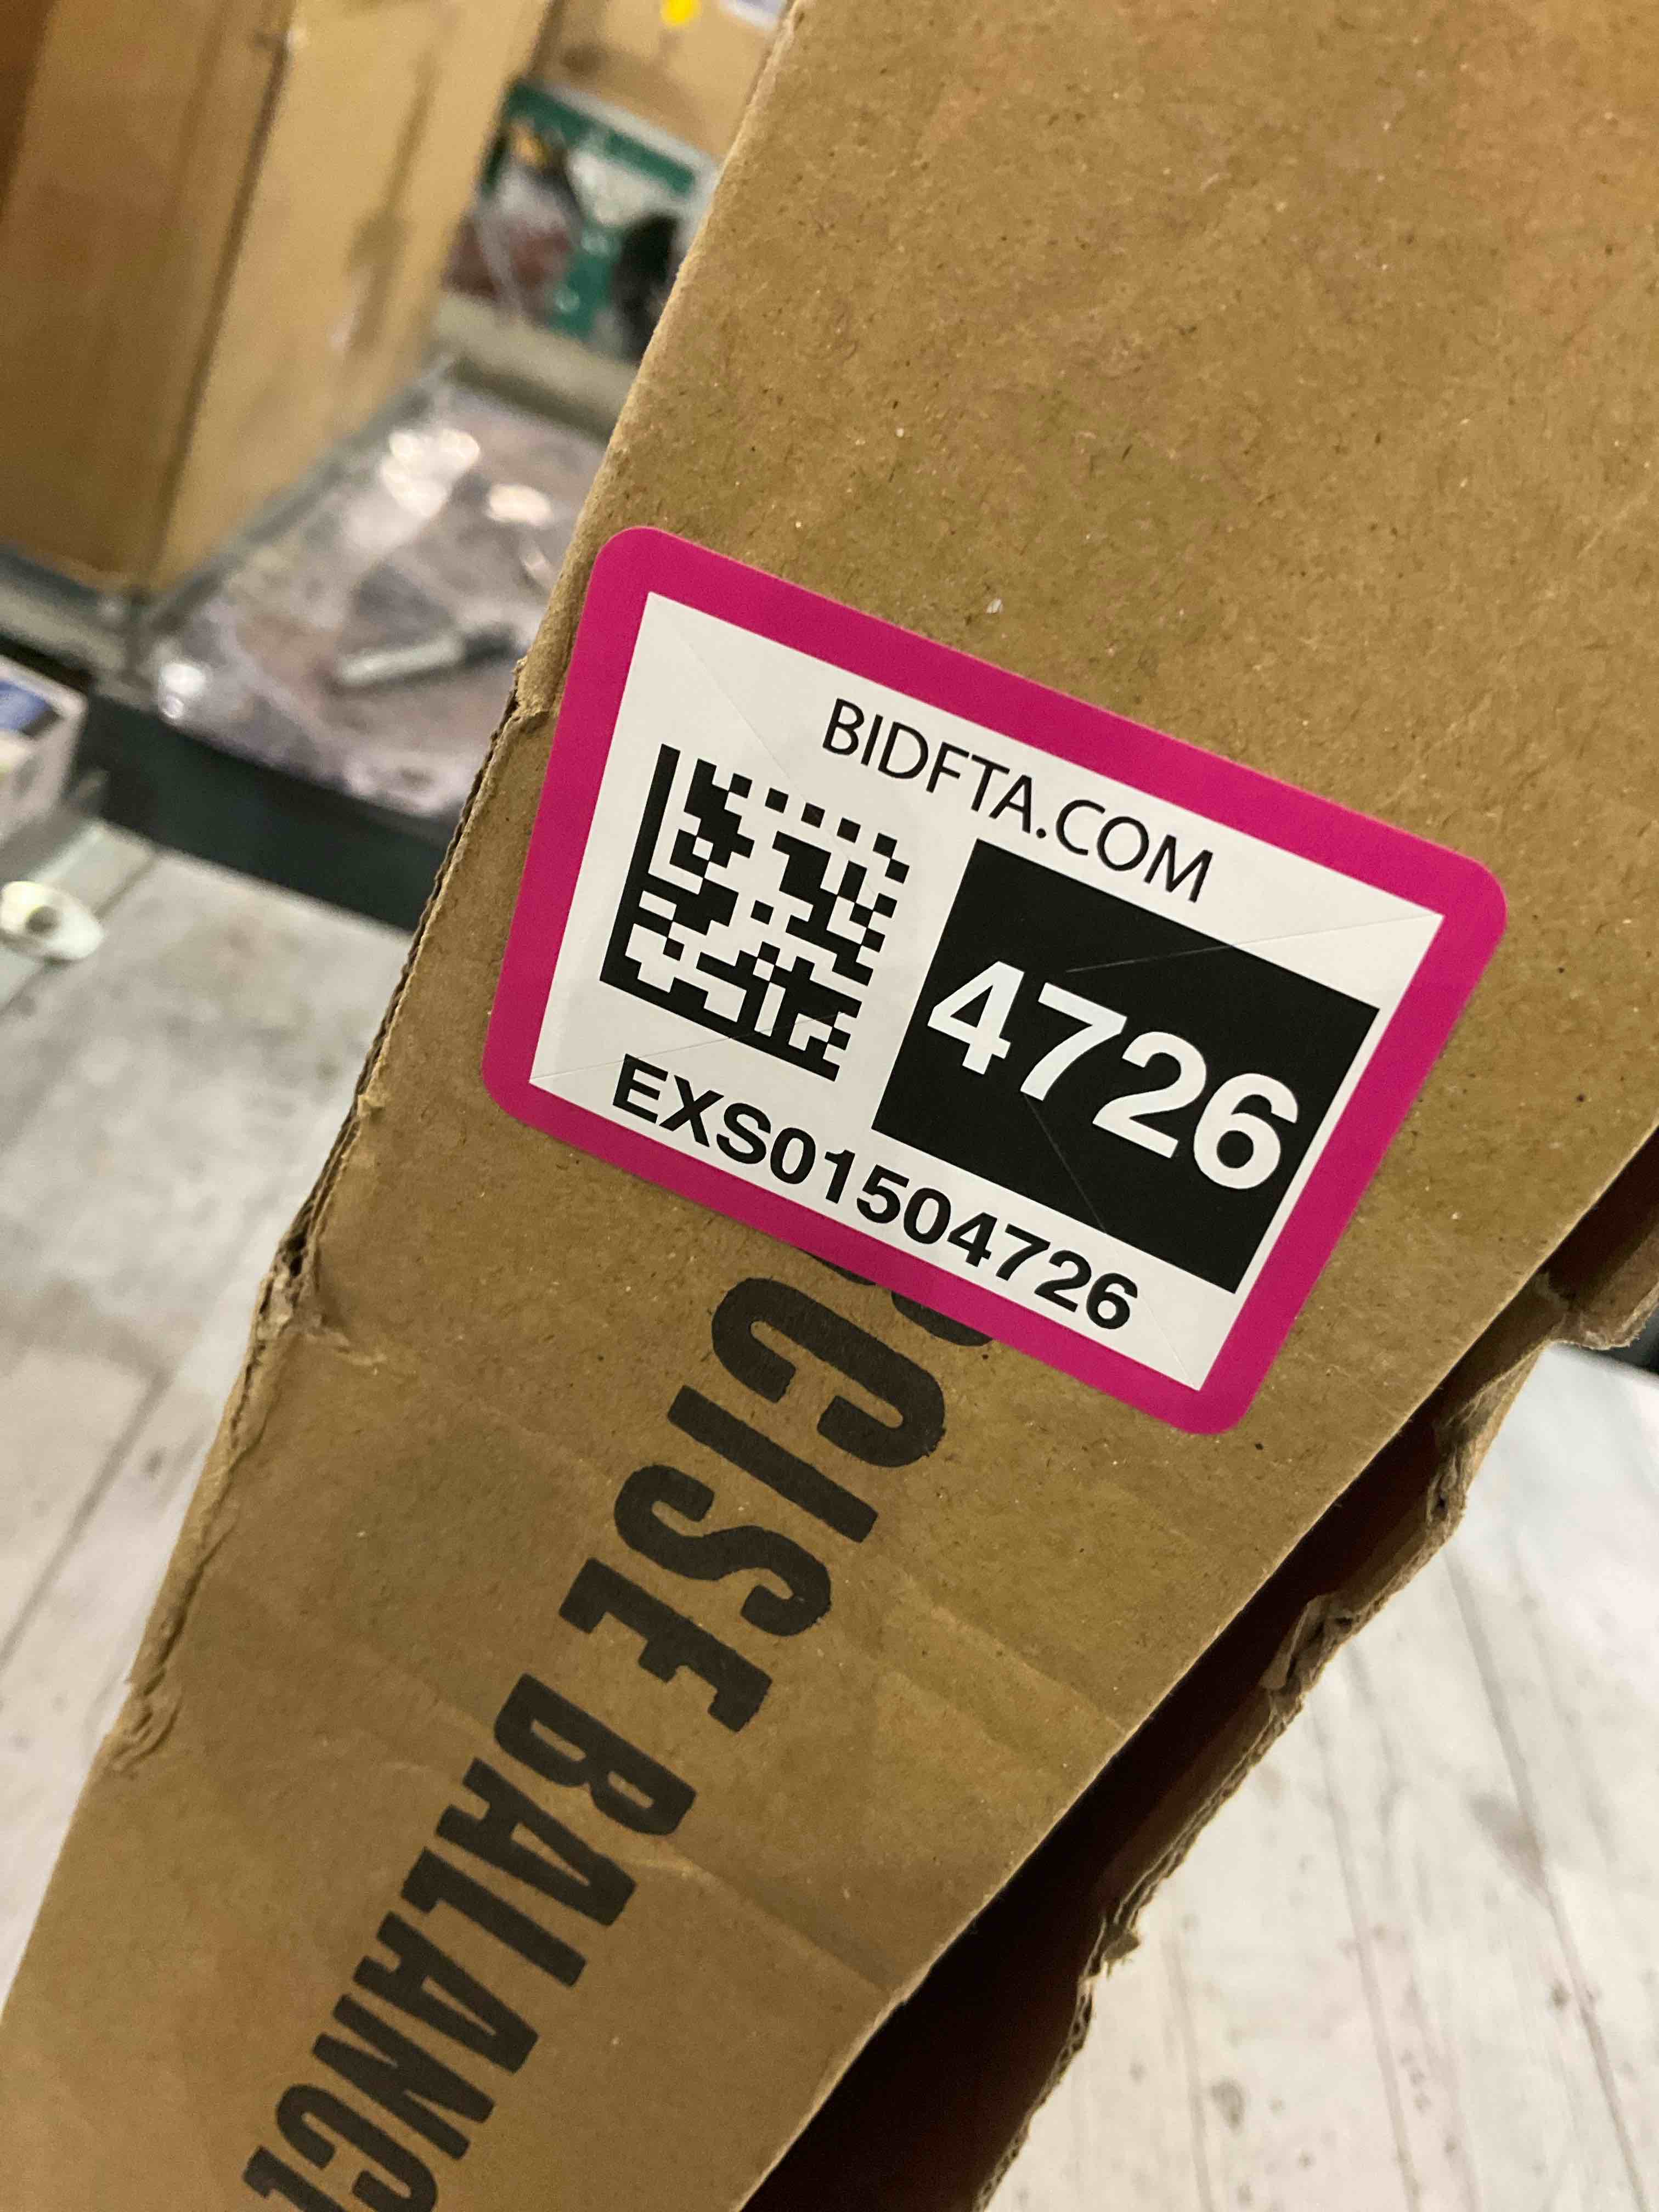 BIDFTA.COM
4726
EXS01504726
CISE BALANC